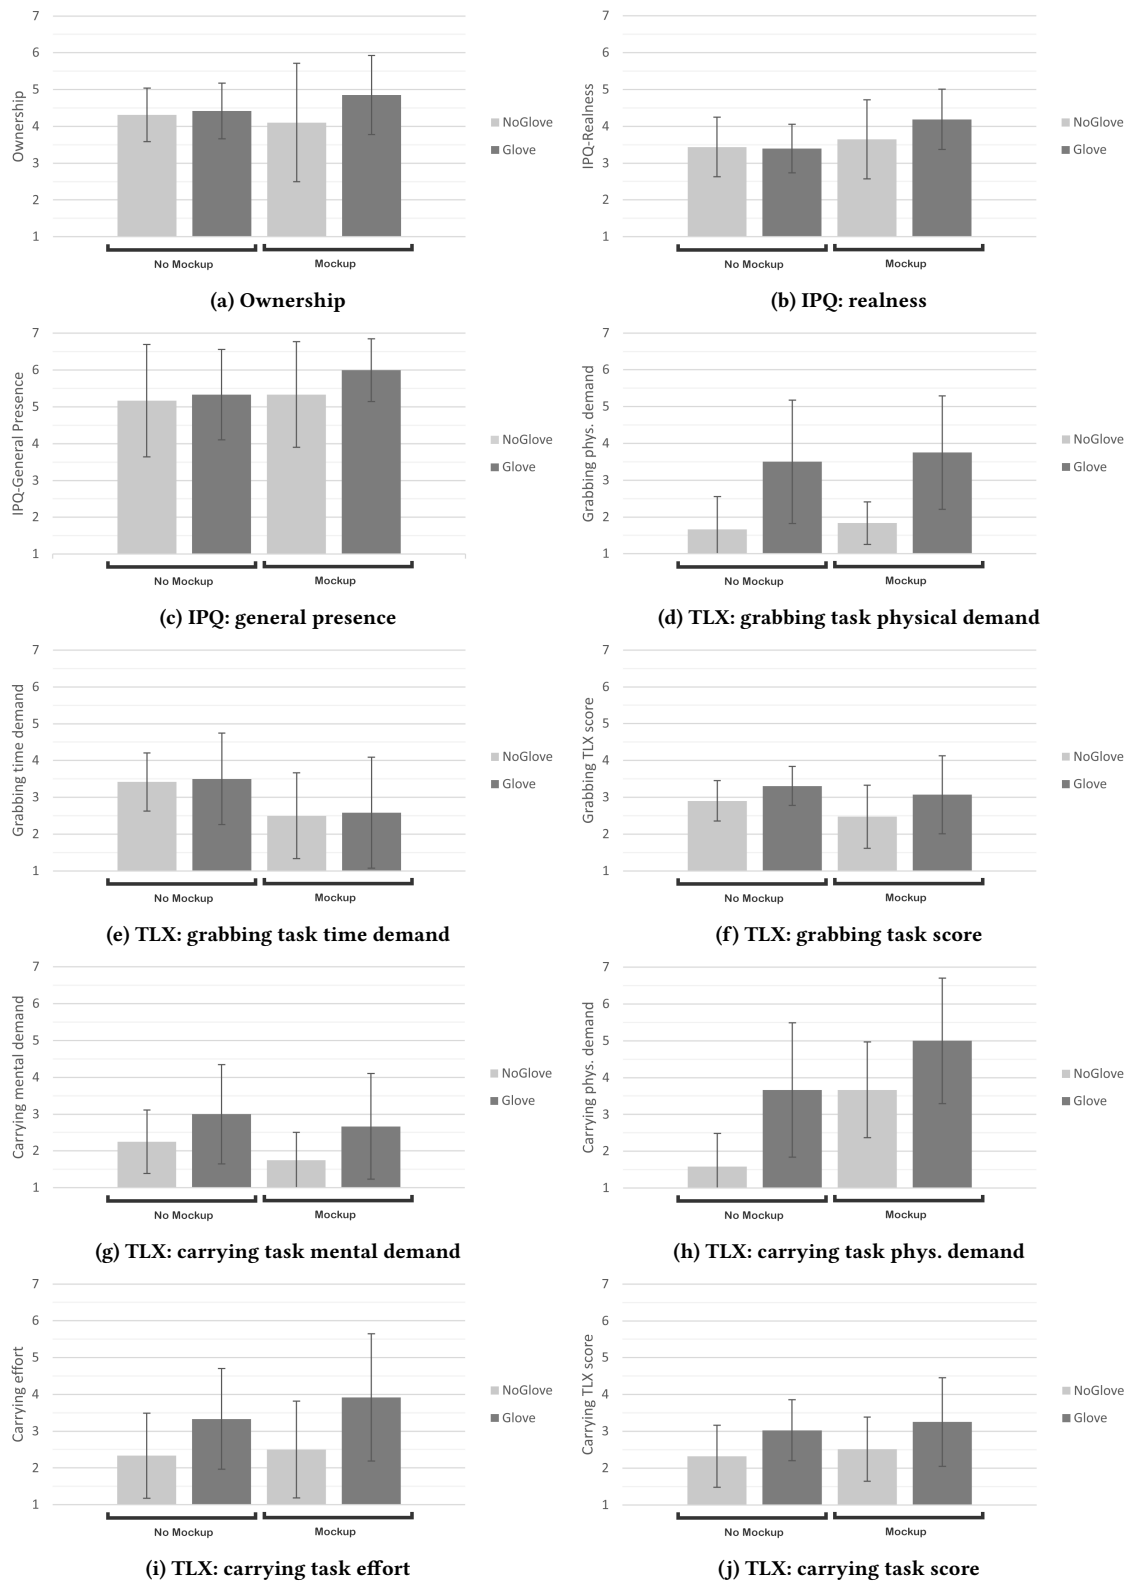 7
6
5
4
3
2
1
Ownership
NoGlove
Glove
No Mockup Mockup
(a) Ownership
7
6
5
4
3
2
1
IPQ-Realness
NoGlove
Glove
No Mockup Mockup
(b) IPQ: realness
7
6
5
4
3
2
1
IPQ-General Presence
NoGlove
Glove
No Mockup Mockup
(c) IPQ: general presence
7
6
5
4
3
2
1
Grabbing phys. demand
NoGlove
Glove
No Mockup Mockup
(d) TLX: grabbing task physical demand
7
6
5
4
3
2
1
Grabbing time demand
NoGlove
Glove
No Mockup Mockup
(e) TLX: grabbing task time demand
7
6
5
4
3
2
1
Grabbing TLX score
NoGlove
Glove
No Mockup Mockup
(f) TLX: grabbing task score
7
6
5
4
3
2
1
Carrying mental demand
NoGlove
Glove
No Mockup Mockup
(g) TLX: carrying task mental demand
7
6
5
4
3
2
1
Carrying phys. demand
NoGlove
Glove
No Mockup Mockup
(h) TLX: carrying task phys. demand
7
6
5
4
3
2
1
Carrying effort
NoGlove
Glove
No Mockup Mockup
(i) TLX: carrying task effort
7
6
5
4
3
2
1
Carrying TLX score
NoGlove
Glove
No Mockup Mockup
(j) TLX: carrying task score